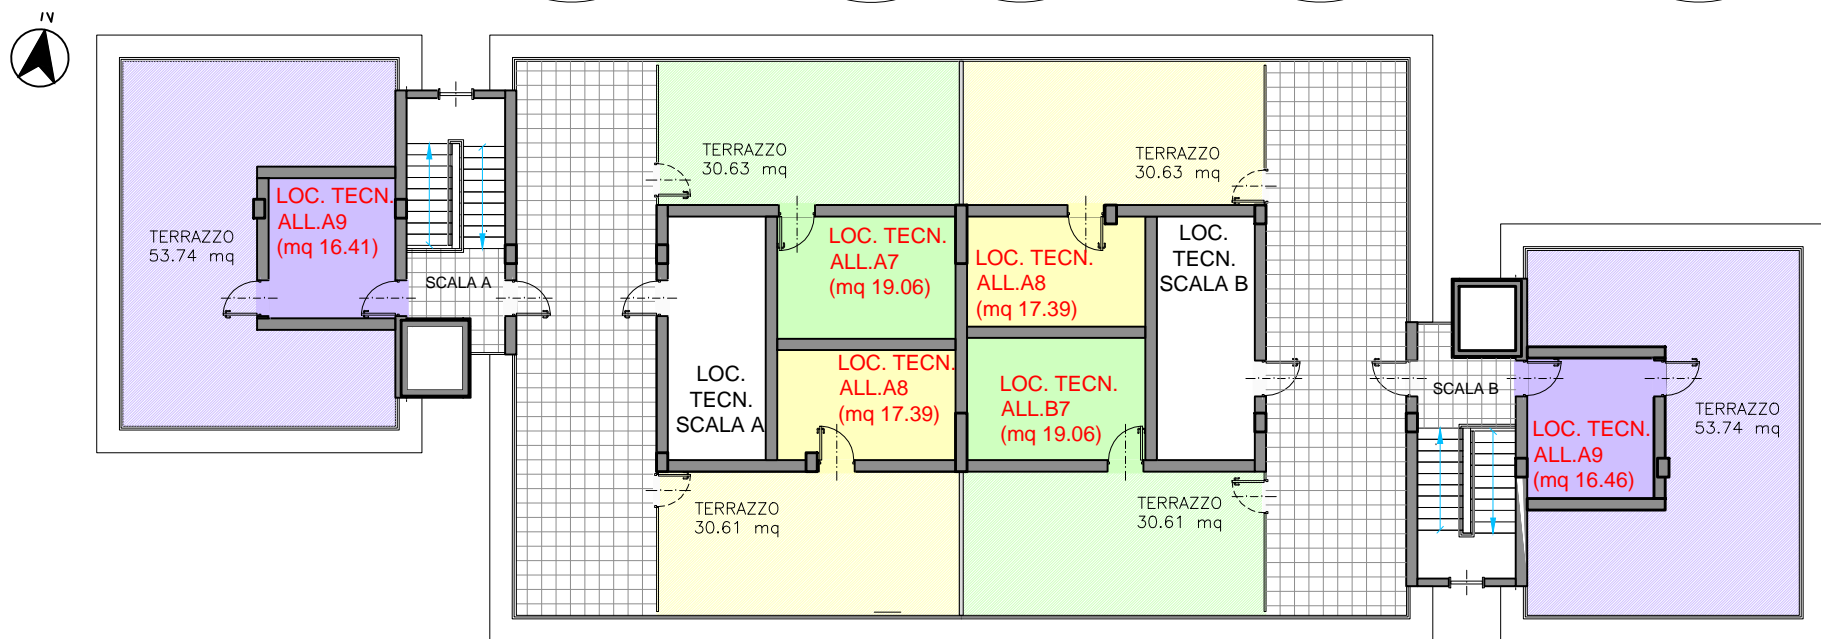 N
TERRAZZO
53.74 mq
LOC. TECN.
ALL.A9
(mq 16.41)
SCALA A
TERRAZZO
30.63 mq
LOC. TECN.
ALL.A7
(mq 19.06)
LOC.
TECN.
SCALA A
LOC. TECN.
ALL.A8
(mq 17.39)
TERRAZZO
30.61 mq
TERRAZZO
30.63 mq
LOC. TECN.
ALL.A8
(mq 17.39)
LOC.
TECN.
SCALA B
LOC. TECN.
ALL.B7
(mq 19.06)
TERRAZZO
30.61 mq
SCALA B
LOC. TECN.
ALL.A9
(mq 16.46)
TERRAZZO
53.74 mq